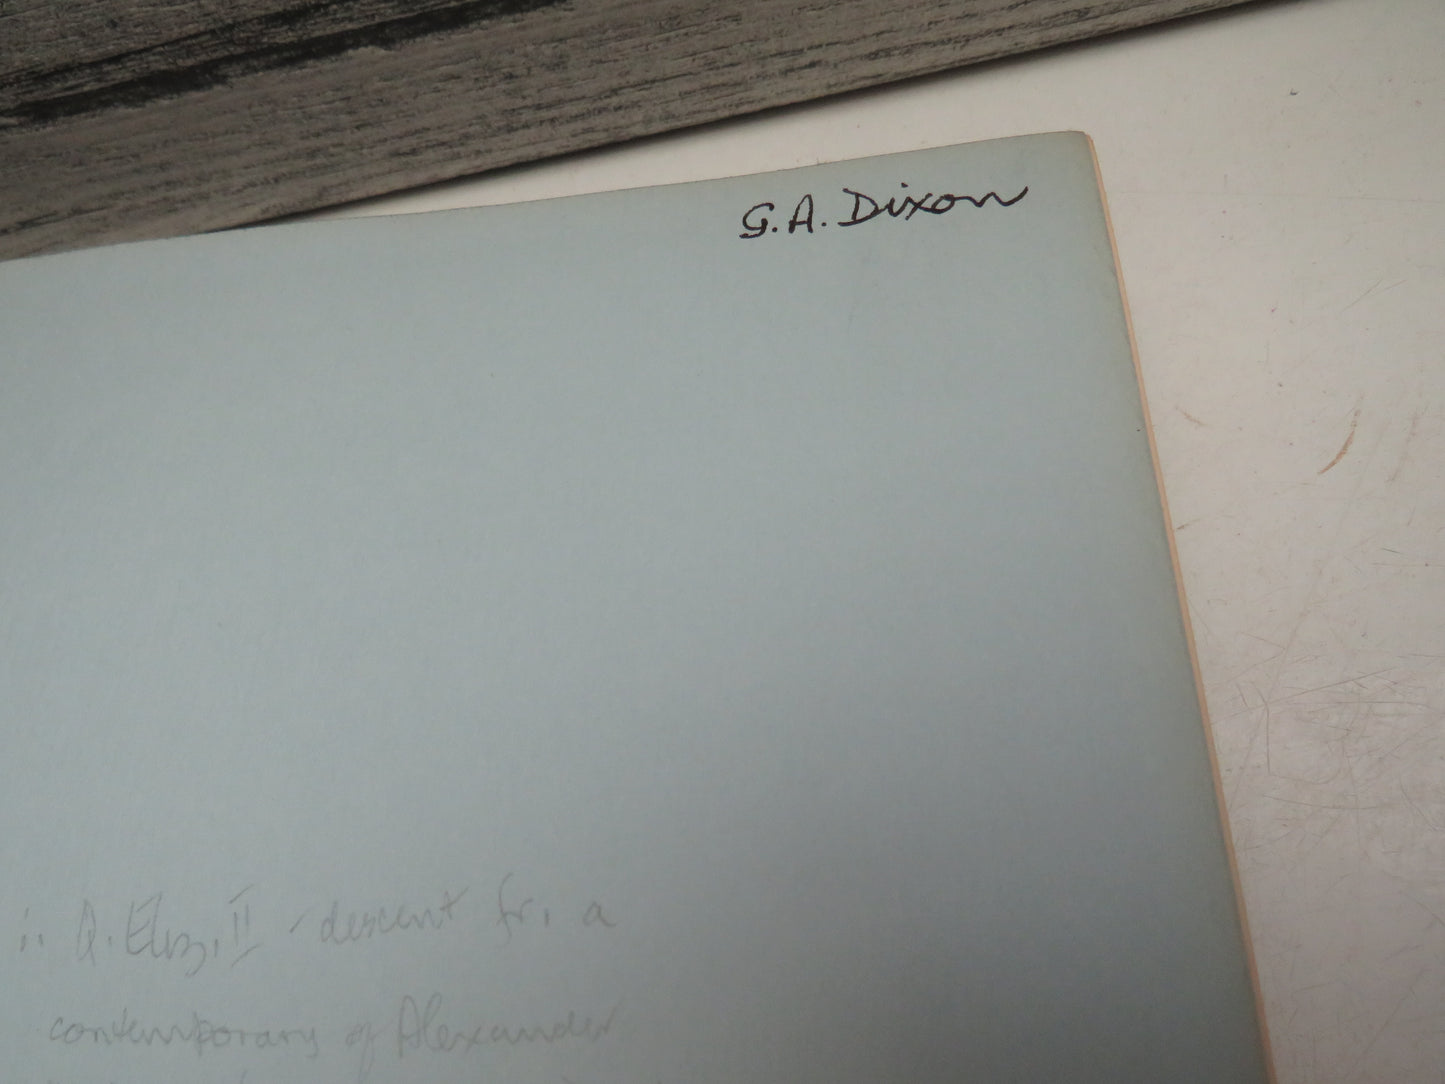 G. A. Dixon
i. Q. Eliz. II - descent fr. a
contemporary of Alexander